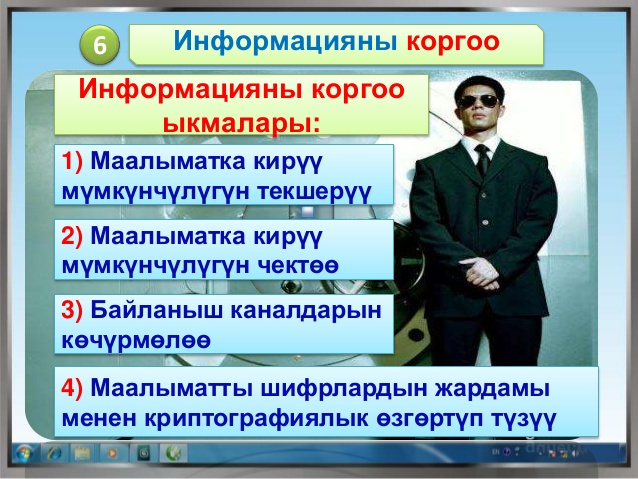 6
Информацияны коргоо
Информацияны коргоо
ыкмалары:
1) Маалыматка кирүү
мүмкүнчүлүгүн текшерүү
2) Маалыматка кирүү
мүмкүнчүлүгүн чектөө
3) Байланыш каналдарын
көчүрмөлөө
4) Маалыматты шифрлардын жардамы
менен криптографиялык өзгөртүп түзүү
EN